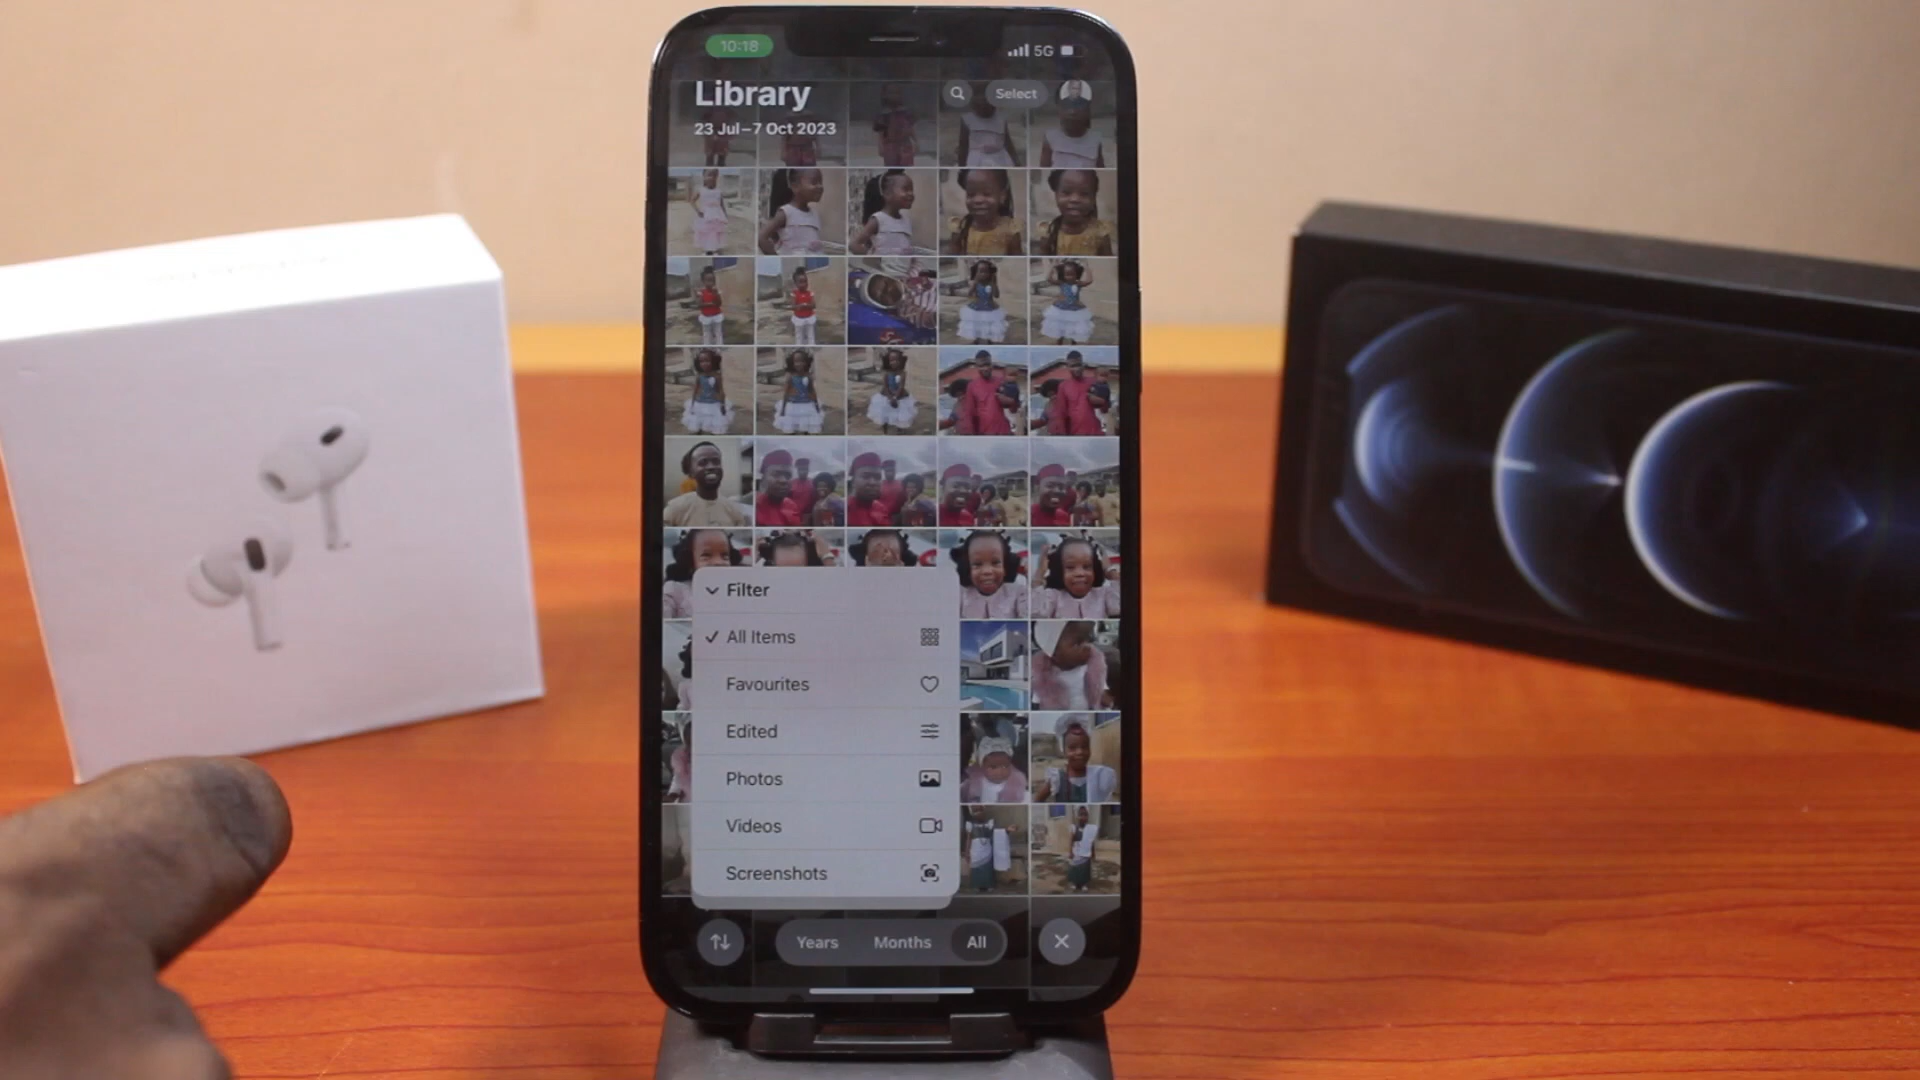 10:18
5G
Library
Select
23 Jul–7 Oct 2023
Filter
All Items
Favourites
Edited
Photos
Videos
Screenshots
Years
Months
All